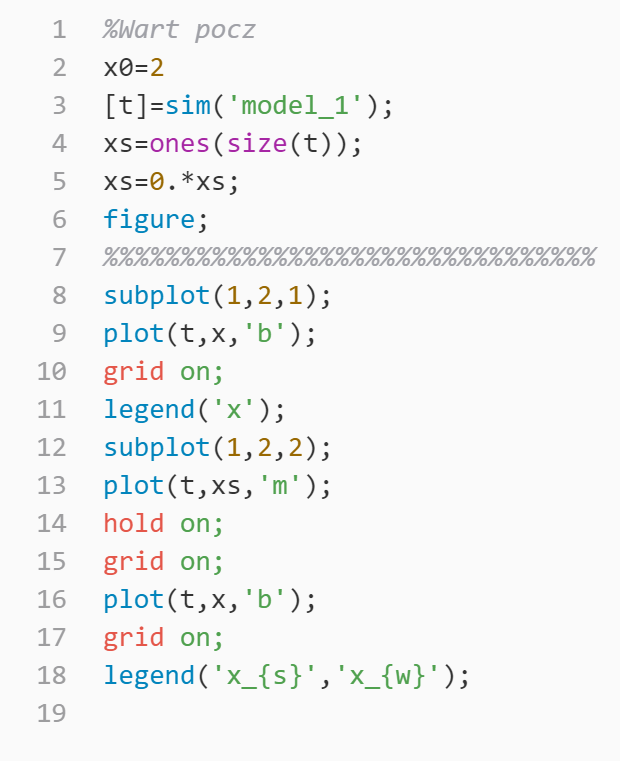 1 %Wart pocz
2 x0=2
3 [t]=sim('model_1');
4 xs=ones(size(t));
5 xs=0.*xs;
6 figure;
7 %%%%%%%%%%%%%%%%%%%%%%%%%%%%%%%%
8 subplot(1,2,1);
9 plot(t,x,'b');
10 grid on;
11 legend('x');
12 subplot(1,2,2);
13 plot(t,xs,'m');
14 hold on;
15 grid on;
16 plot(t,x,'b');
17 grid on;
18 legend('x_{s}','x_{w}');
19